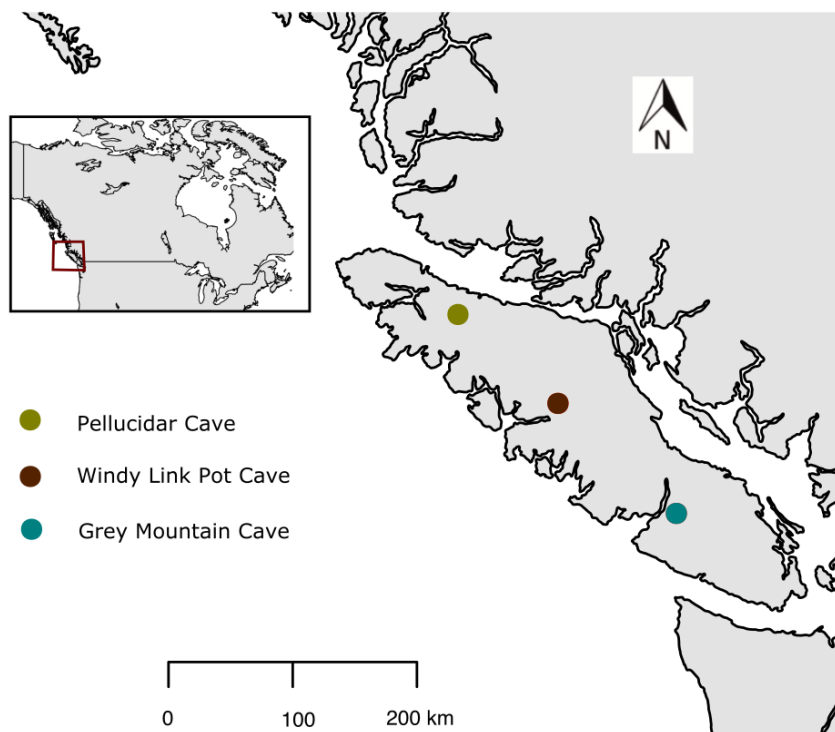 N
Pellucidar Cave
Windy Link Pot Cave
Grey Mountain Cave
0 100 200 km